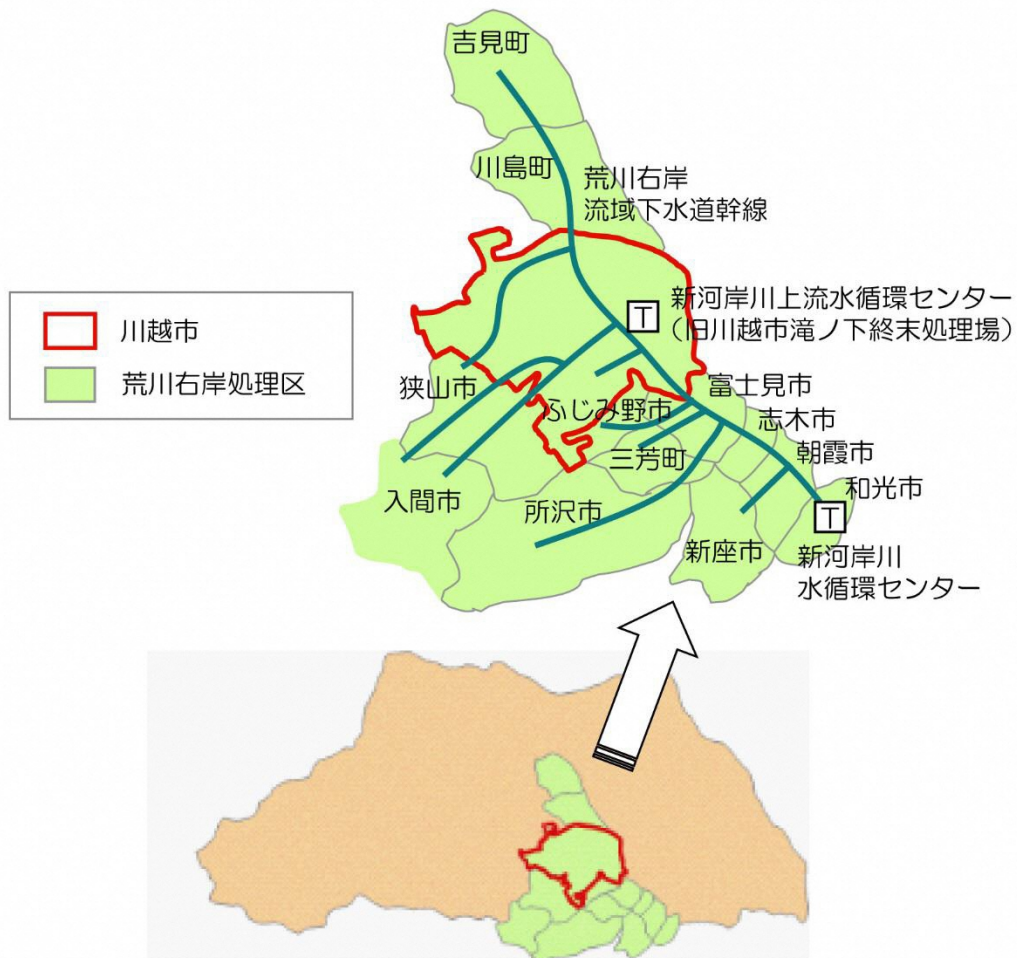 吉見町
川島町
荒川右岸
流域下水道幹線
新河岸川上流水循環センター
（旧川越市滝ノ下終末処理場）
T
川越市
荒川右岸処理区
狭山市
富士見市
ふじみ野市
志木市
三芳町
朝霞市
和光市
入間市
所沢市
T
新座市
新河岸川
水循環センター